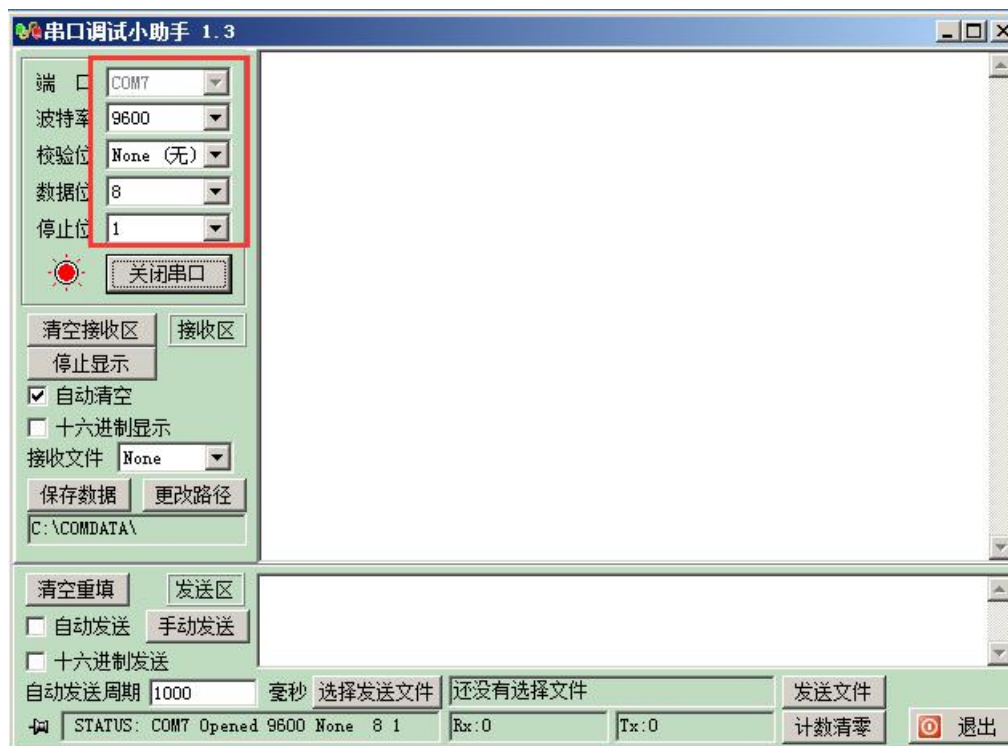 串口调试小助手 1.3
端 口 COM7
波特率 9600
校验位 None (无)
数据位 8
停止位 1
关闭串口
清空接收区 接收区
停止显示
自动清空
十六进制显示
接收文件 None
保存数据 更改路径
C:\COMDATA\
清空重填 发送区
自动发送 手动发送
十六进制发送
自动发送周期 1000 毫秒 选择发送文件 还没有选择文件 发送文件
STATUS: COM7 Opened 9600 None 8 1 Rx:0 Tx:0 计数清零 退出